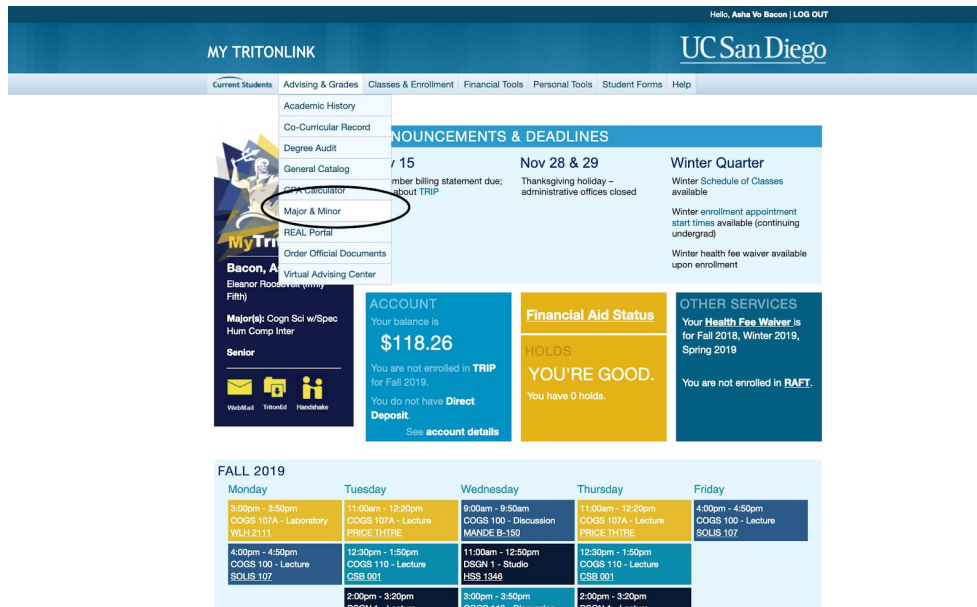 Hello, Asha Vo Bacon | LOG OUT
MY TRITONLINK
UC San Diego
Current Students Advising & Grades Classes & Enrollment Financial Tools Personal Tools Student Forms Help
Academic History
Co-Curricular Record
Degree Audit
General Catalog
GPA Calculator
Major & Minor
REAL Portal
Order Official Documents
Virtual Advising Center
NOUNCEMENTS & DEADLINES
15
mber billing statement due;
about TRIP
Nov 28 & 29
Thanksgiving holiday –
administrative offices closed
Winter Quarter
Winter Schedule of Classes
available
Winter enrollment appointment
start times available (continuing
undergrad)
Winter health fee waiver available
upon enrollment
MyTri
Bacon, A
Eleanor Roosevelt
Fifth)
Major(s): Cogn Sci w/Spec
Hum Comp Inter
Senior
WebMail TritonEd Handshake
ACCOUNT
Your balance is
$118.26
You are not enrolled in TRIP
for Fall 2019.
You do not have Direct
Deposit.
See account details
Financial Aid Status
HOLDS
YOU'RE GOOD.
You have 0 holds.
OTHER SERVICES
Your Health Fee Waiver is
for Fall 2018, Winter 2019,
Spring 2019
You are not enrolled in RAFT.
FALL 2019
Monday Tuesday Wednesday Thursday Friday
3:00pm - 3:50pm
COGS 107A - Laboratory
WLH 2111
4:00pm - 4:50pm
COGS 100 - Lecture
SOLIS 107
11:00am - 12:20pm
COGS 107A - Lecture
PRICE THTRE
12:30pm - 1:50pm
COGS 110 - Lecture
CSB 001
2:00pm - 3:20pm
DSGN 1 - Lecture
9:00am - 9:50am
COGS 100 - Discussion
MANDE B-150
11:00am - 12:50pm
DSGN 1 - Studio
HSS 1346
3:00pm - 3:50pm
COGS 110 - Discussion
11:00am - 12:20pm
COGS 107A - Lecture
PRICE THTRE
12:30pm - 1:50pm
COGS 110 - Lecture
CSB 001
2:00pm - 3:20pm
DSGN 1 - Lecture
4:00pm - 4:50pm
COGS 100 - Lecture
SOLIS 107